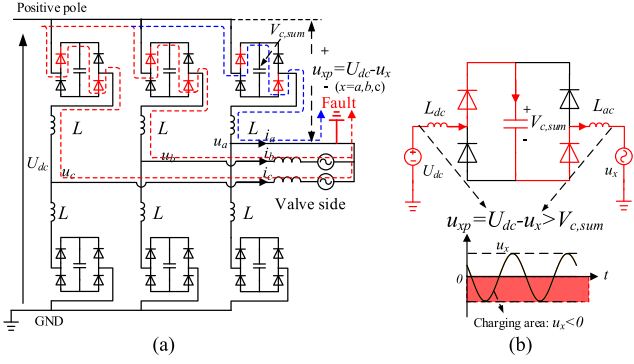 Positive pole
V_{c,sum}
+
u_{xp}=U_{dc}-u_x
-
(x=a,b,c)
Fault
L
L
L
u_a
i_a
U_{dc}
u_b
i_b
u_c
i_c
Valve side
L
L
L
GND
(a)
L_{dc}
+
V_{c,sum}
-
L_{ac}
+
-
U_{dc}
u_x
u_{xp}=U_{dc}-u_x>V_{c,sum}
u_x
0
t
Charging area: u_x<0
(b)